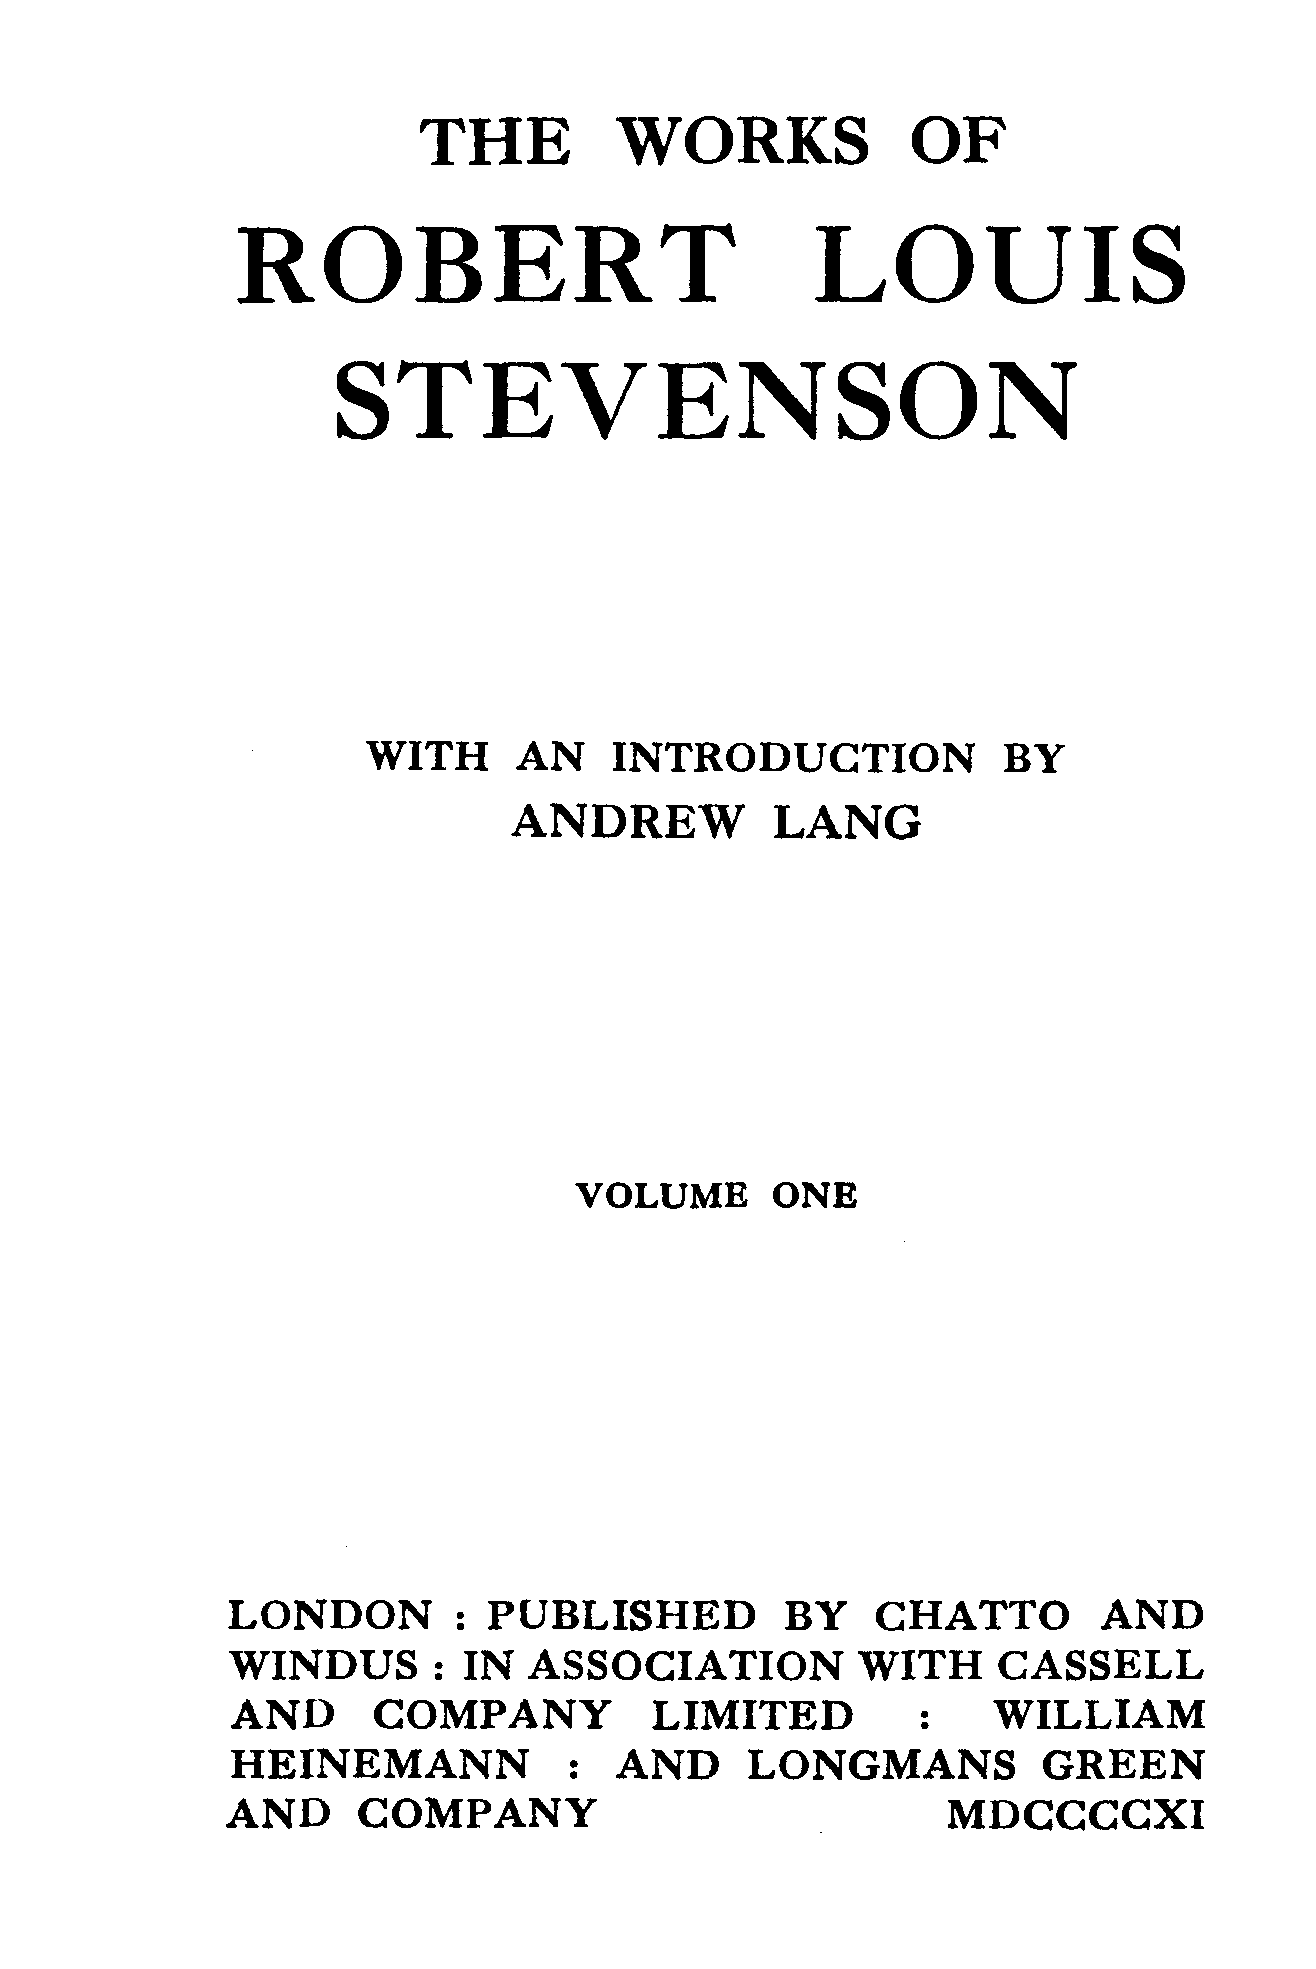 THE WORKS OF
ROBERT LOUIS
STEVENSON
WITH AN INTRODUCTION BY
ANDREW LANG
VOLUME ONE
LONDON : PUBLISHED BY CHATTO AND
WINDUS : IN ASSOCIATION WITH CASSELL
AND COMPANY LIMITED : WILLIAM
HEINEMANN : AND LONGMANS GREEN
AND COMPANY MDCCCCXI